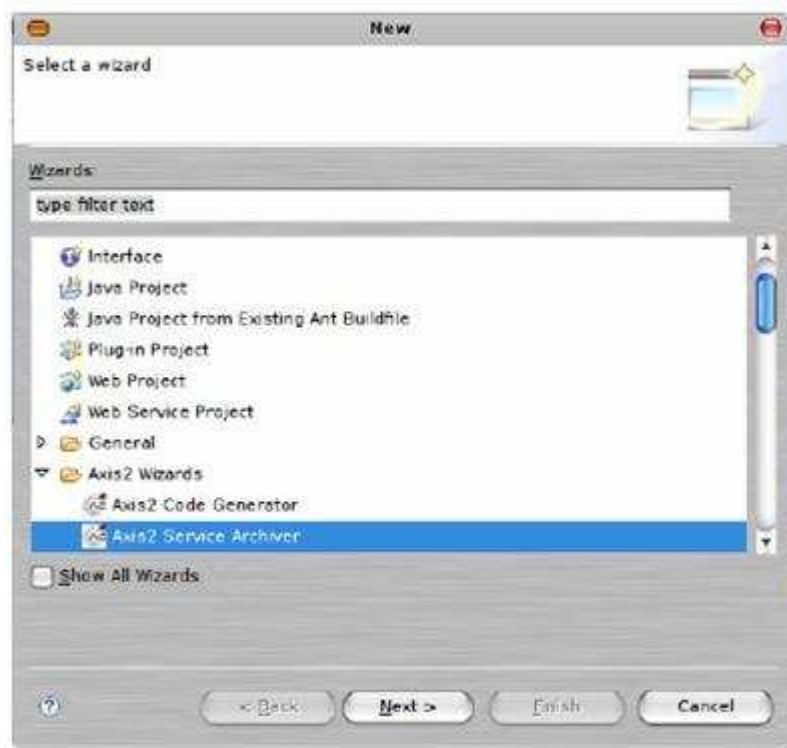 New
Select a wizard
Wizards
type filter text
Interface
Java Project
Java Project from Existing Ant Buildfile
Plug-in Project
Web Project
Web Service Project
General
Axis2 Wizards
Axis2 Code Generator
Axis2 Service Archiver
Show All Wizards
?
< Back
Next >
Finish
Cancel